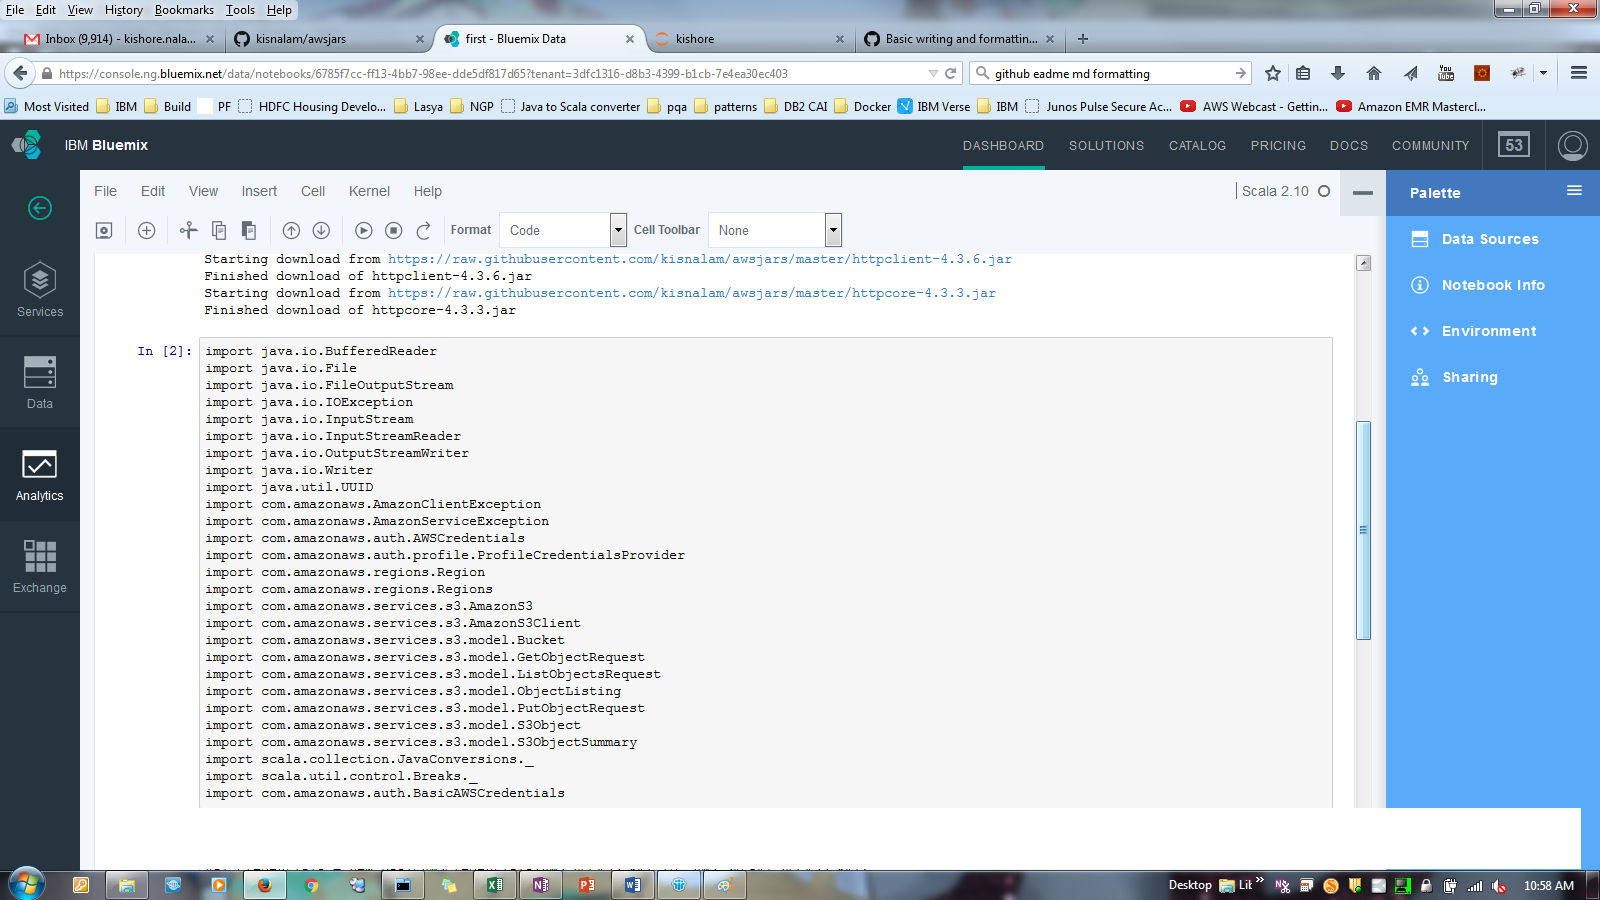 File Edit View History Bookmarks Tools Help
Inbox (9,914) - kishore.nala... × kisnalam/awsjars × first - Bluemix Data × kishore × Basic writing and formattin... × +
https://console.ng.bluemix.net/data/notebooks/6785f7cc-ff13-4bb7-98ee-dde5df817d65?tenant=3dfc1316-d8b3-4399-b1cb-7e4ea30ec403 github eadme md formatting
Most Visited IBM Build PF HDFC Housing Develo... Lasya NGP Java to Scala converter pqa patterns DB2 CAI Docker IBM Verse IBM Junos Pulse Secure Ac... AWS Webcast - Gettin... Amazon EMR Mastercl...
IBM Bluemix DASHBOARD SOLUTIONS CATALOG PRICING DOCS COMMUNITY 53
File Edit View Insert Cell Kernel Help Scala 2.10
Format Code Cell Toolbar None
Services
Data
Analytics
Exchange
Palette
Data Sources
Notebook Info
Environment
Sharing
Starting download from https://raw.githubusercontent.com/kisnalam/awsjars/master/httpclient-4.3.6.jar
Finished download of httpclient-4.3.6.jar
Starting download from https://raw.githubusercontent.com/kisnalam/awsjars/master/httpcore-4.3.3.jar
Finished download of httpcore-4.3.3.jar
In [2]: import java.io.BufferedReader
import java.io.File
import java.io.FileOutputStream
import java.io.IOException
import java.io.InputStream
import java.io.InputStreamReader
import java.io.OutputStreamWriter
import java.io.Writer
import java.util.UUID
import com.amazonaws.AmazonClientException
import com.amazonaws.AmazonServiceException
import com.amazonaws.auth.AWSCredentials
import com.amazonaws.auth.profile.ProfileCredentialsProvider
import com.amazonaws.regions.Region
import com.amazonaws.regions.Regions
import com.amazonaws.services.s3.AmazonS3
import com.amazonaws.services.s3.AmazonS3Client
import com.amazonaws.services.s3.model.Bucket
import com.amazonaws.services.s3.model.GetObjectRequest
import com.amazonaws.services.s3.model.ListObjectsRequest
import com.amazonaws.services.s3.model.ObjectListing
import com.amazonaws.services.s3.model.PutObjectRequest
import com.amazonaws.services.s3.model.S3Object
import com.amazonaws.services.s3.model.S3ObjectSummary
import scala.collection.JavaConversions._
import scala.util.control.Breaks._
import com.amazonaws.auth.BasicAWSCredentials
Desktop Lib » 10:58 AM